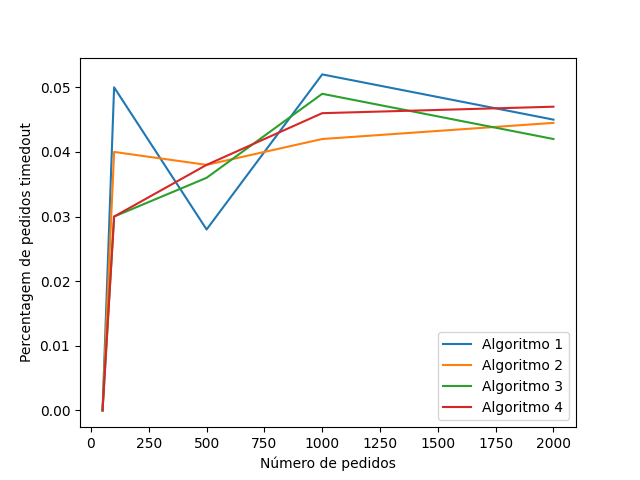 0.05
0.04
0.03
0.02
0.01
0.00
Percentagem de pedidos timedout
Algoritmo 1
Algoritmo 2
Algoritmo 3
Algoritmo 4
0 250 500 750 1000 1250 1500 1750 2000
Número de pedidos